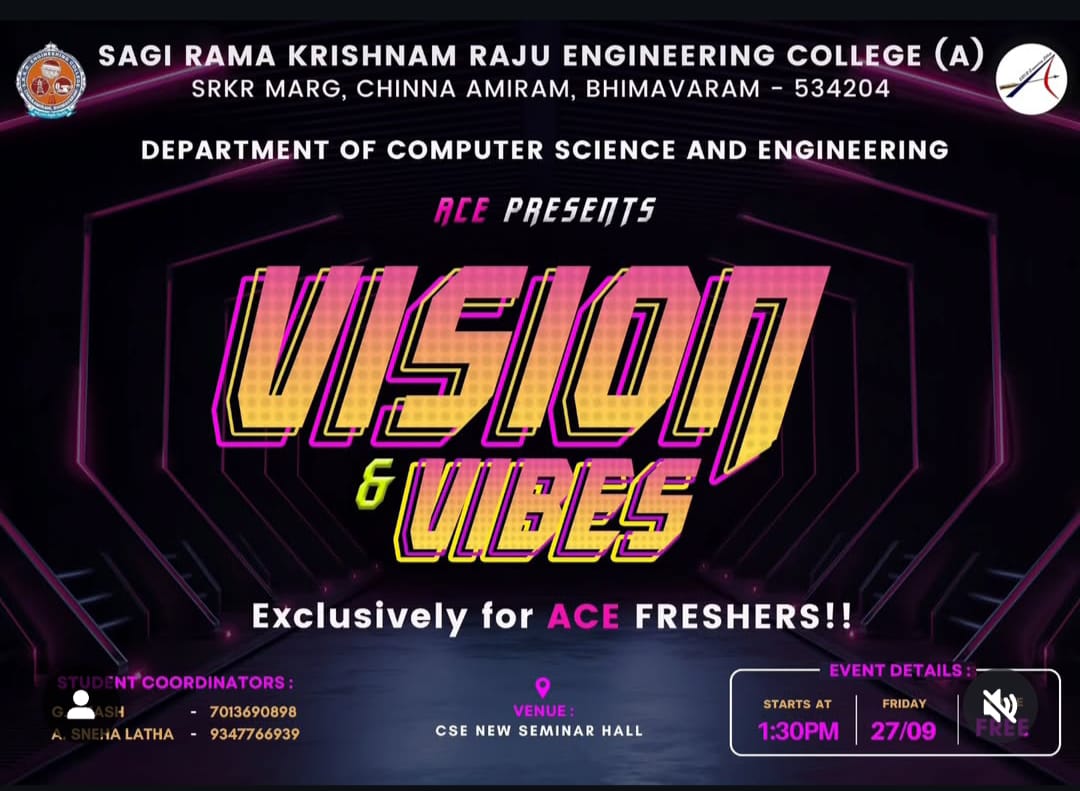 SAGI RAMA KRISHNAM RAJU ENGINEERING COLLEGE (A)
SRKR MARG, CHINNA AMIRAM, BHIMAVARAM - 534204
DEPARTMENT OF COMPUTER SCIENCE AND ENGINEERING
ACE PRESENTS
VISION
& VIBES
Exclusively for ACE FRESHERS!!
STUDENT COORDINATORS :
- 7013690898
A. SNEHA LATHA - 9347766939
VENUE :
CSE NEW SEMINAR HALL
EVENT DETAILS :
STARTS AT
1:30PM
FRIDAY
27/09
FREE